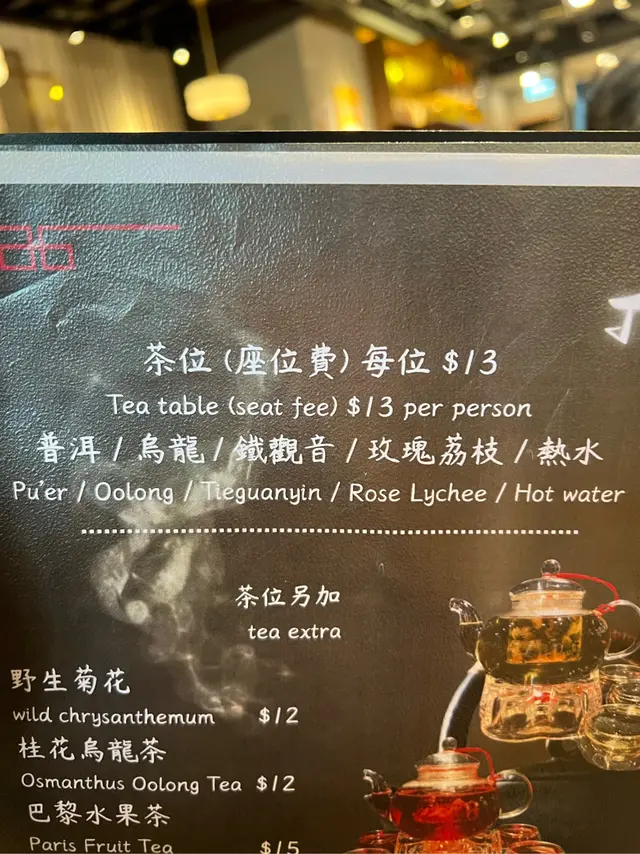 茶位 (座位費) 每位 $13
Tea table (seat fee) $13 per person
普洱 / 烏龍 / 鐵觀音 / 玫瑰荔枝 / 熱水
Pu'er / Oolong / Tieguanyin / Rose Lychee / Hot water
茶位另加
tea extra
野生菊花
wild chrysanthemum $12
桂花烏龍茶
Osmanthus Oolong Tea $12
巴黎水果茶
Paris Fruit Tea $15